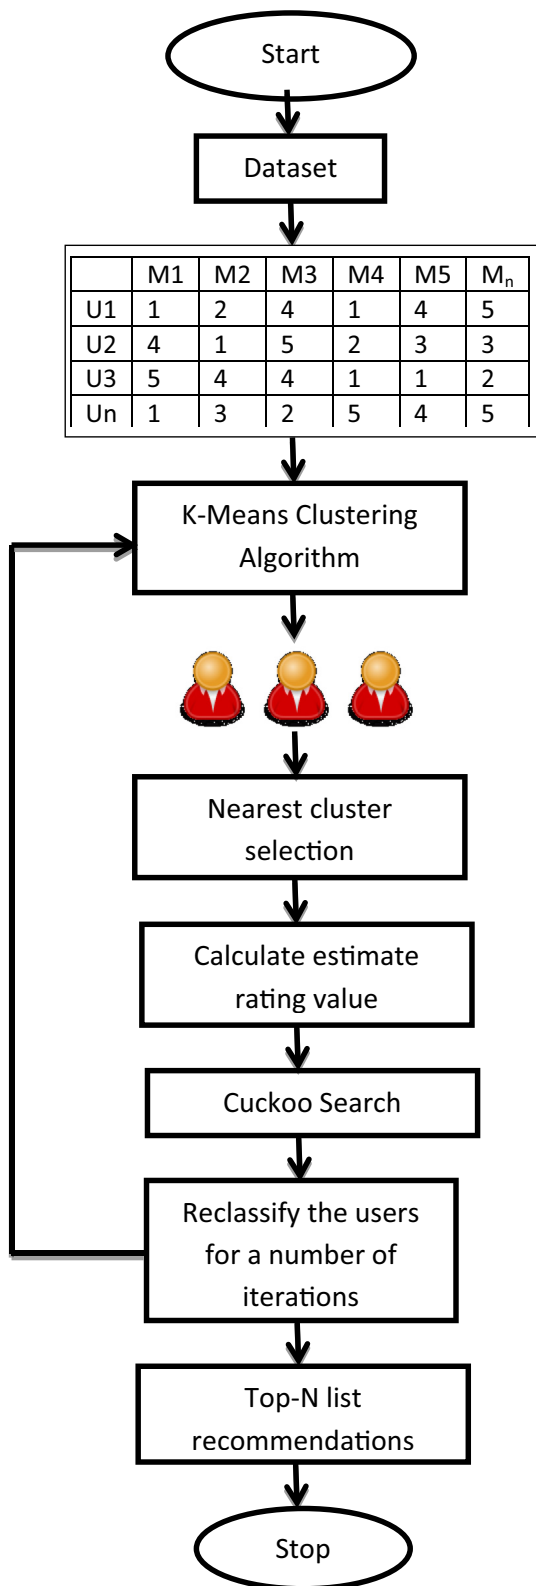 Start
Dataset
M1 M2 M3 M4 M5 Mn
U1 1 2 4 1 4 5
U2 4 1 5 2 3 3
U3 5 4 4 1 1 2
Un 1 3 2 5 4 5
K-Means Clustering
Algorithm
Nearest cluster
selection
Calculate estimate
rating value
Cuckoo Search
Reclassify the users
for a number of
iterations
Top-N list
recommendations
Stop